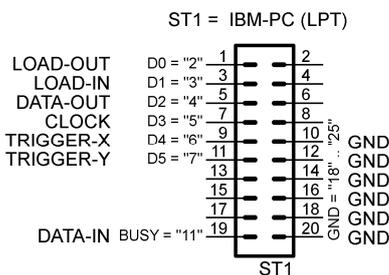 ST1 = IBM-PC (LPT)
LOAD-OUT D0 = "2" 1 2
LOAD-IN D1 = "3" 3 4
DATA-OUT D2 = "4" 5 6
CLOCK D3 = "5" 7 8
TRIGGER-X D4 = "6" 9 10 GND
TRIGGER-Y D5 = "7" 11 12 GND
13 14 GND
15 16 GND
17 18 GND
DATA-IN BUSY = "11" 19 20 GND
GND = "18" .. "25"
ST1